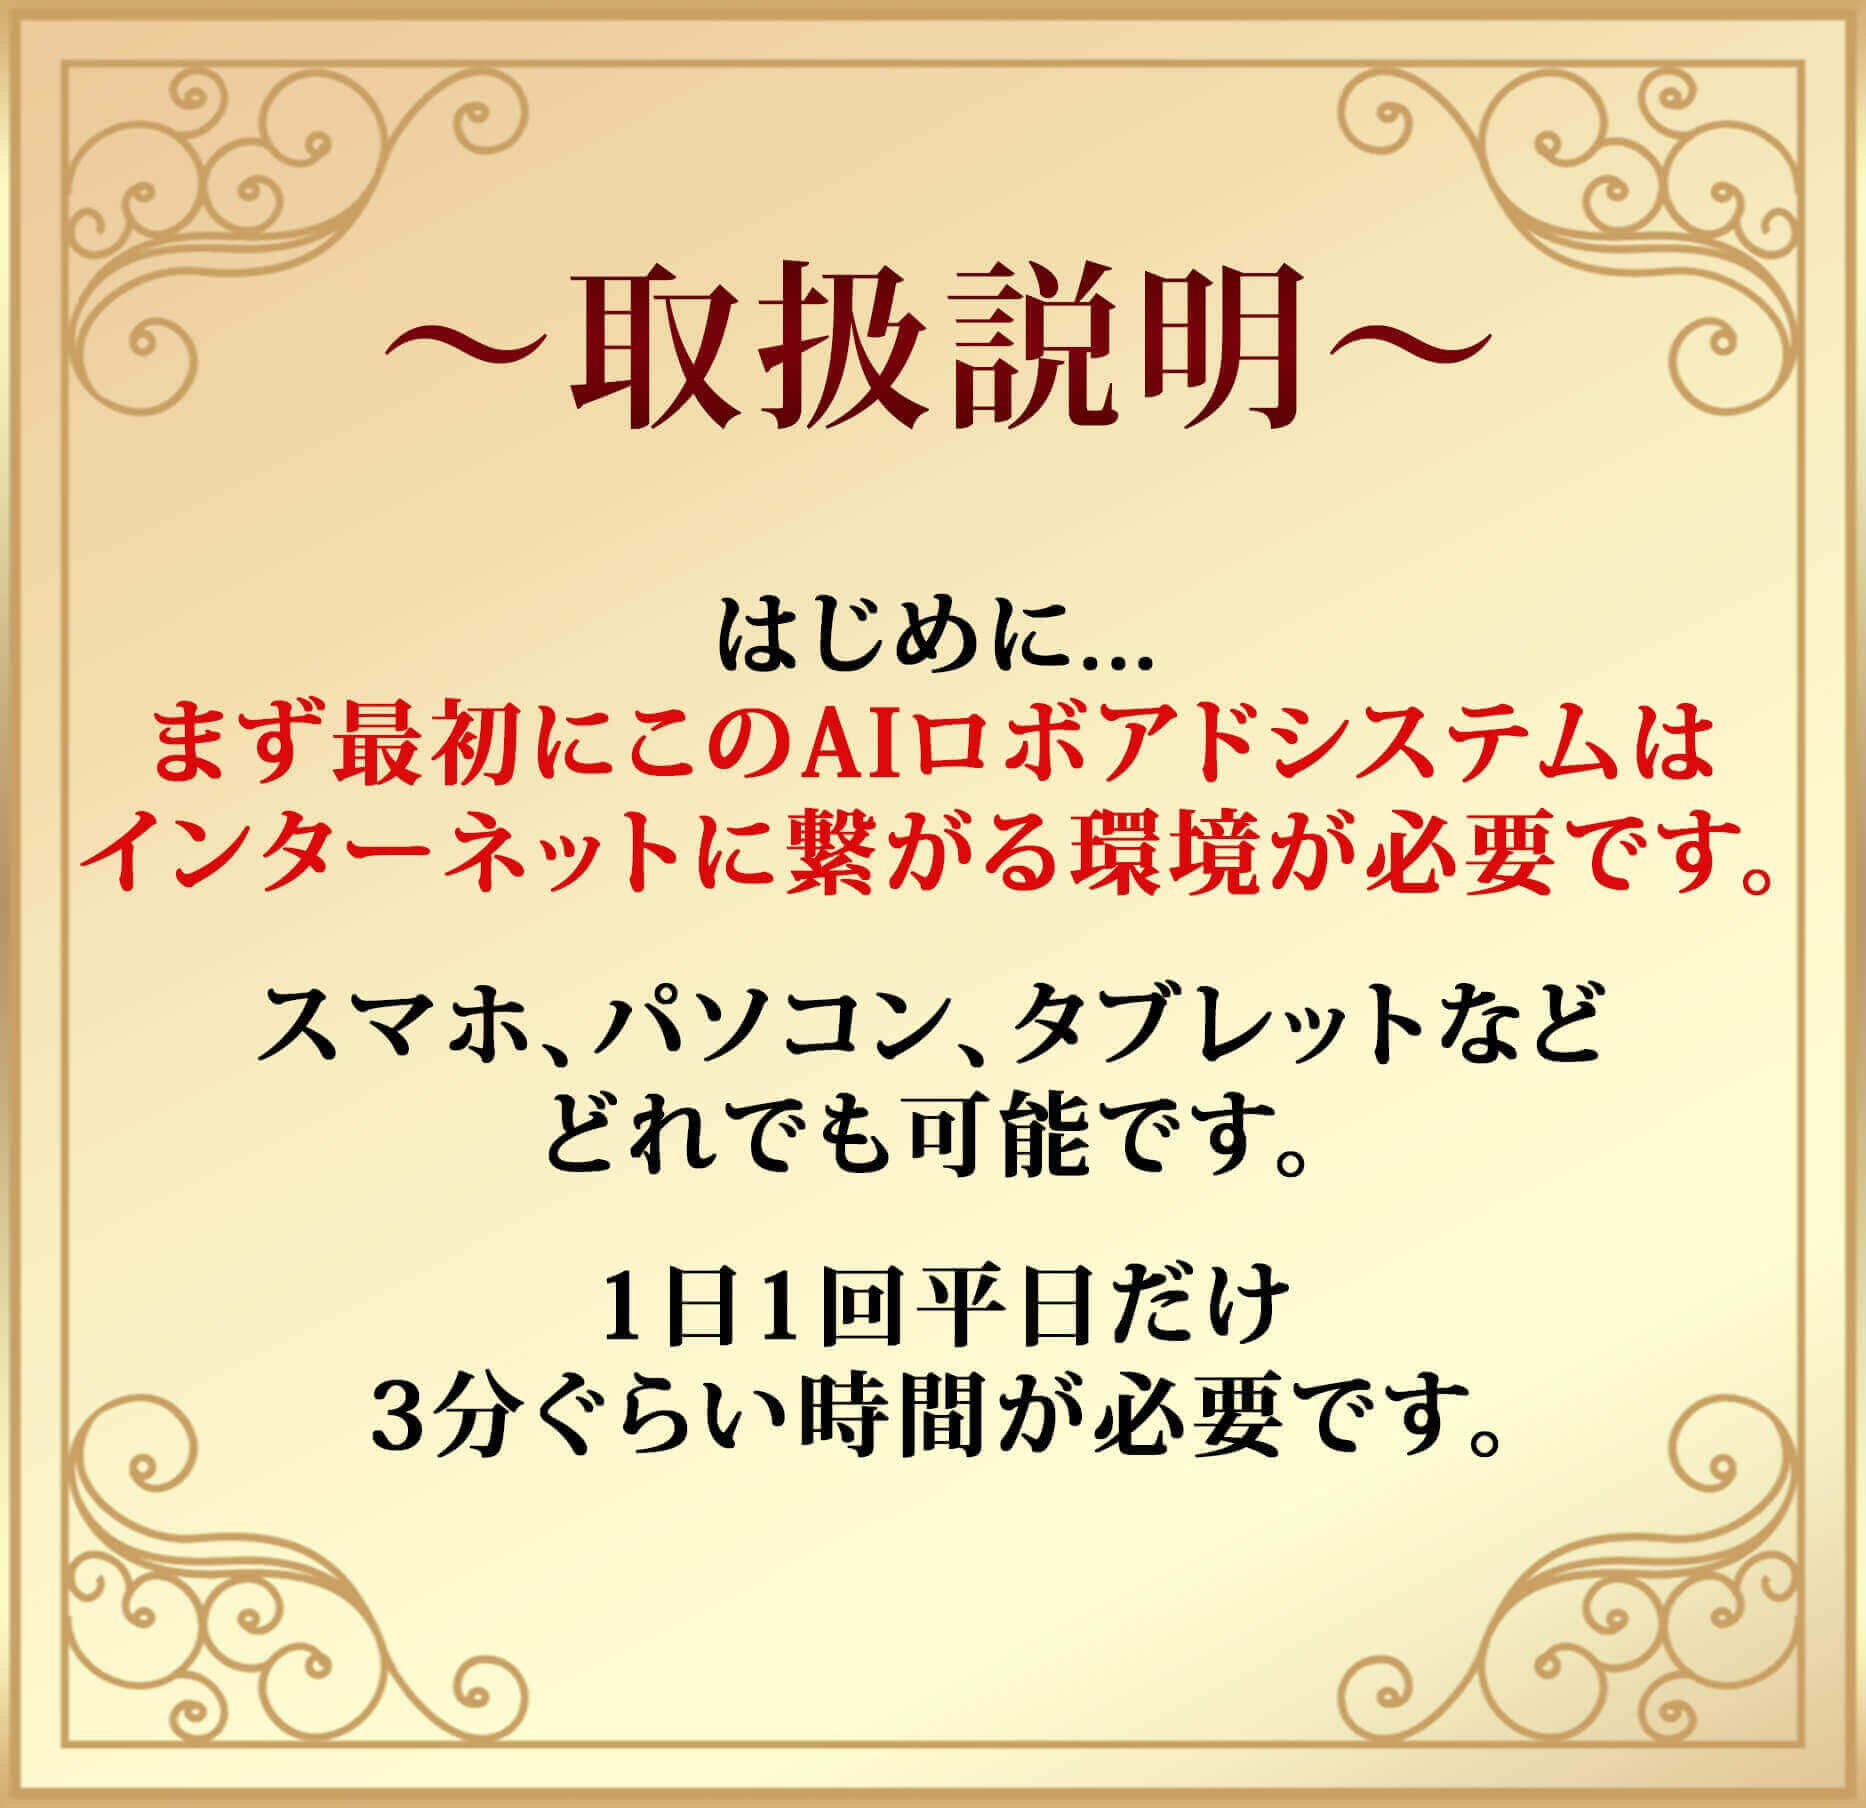 ～取扱説明～
はじめに…
まず最初にこのAIロボアドシステムは
インターネットに繋がる環境が必要です。
スマホ、パソコン、タブレットなど
どれでも可能です。
1日1回平日だけ
3分ぐらい時間が必要です。